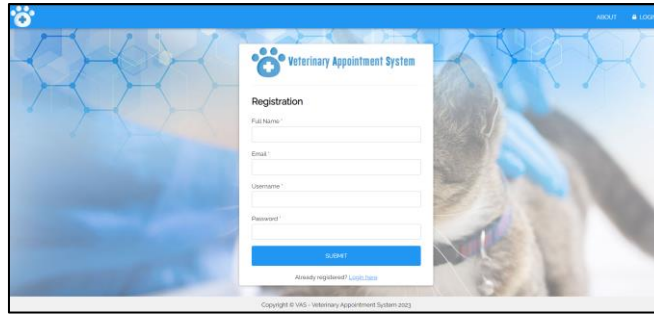 ABOUT LOGIN
Veterinary Appointment System
Registration
Full Name *
Email *
Username *
Password *
SUBMIT
Already registered? Login here
Copyright © VAS - Veterinary Appointment System 2023